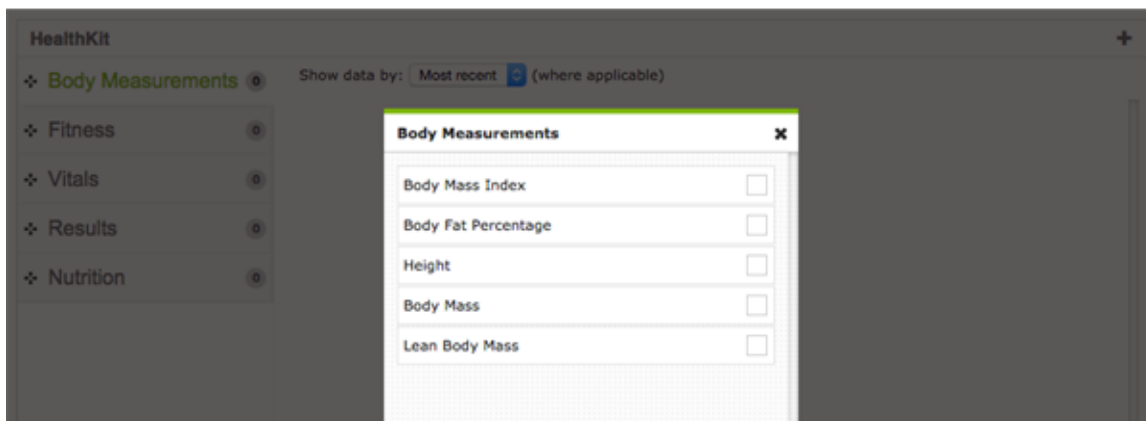 HealthKit
Body Measurements 0
Show data by: Most recent (where applicable)
Fitness 0
Vitals 0
Results 0
Nutrition 0
Body Measurements
Body Mass Index
Body Fat Percentage
Height
Body Mass
Lean Body Mass